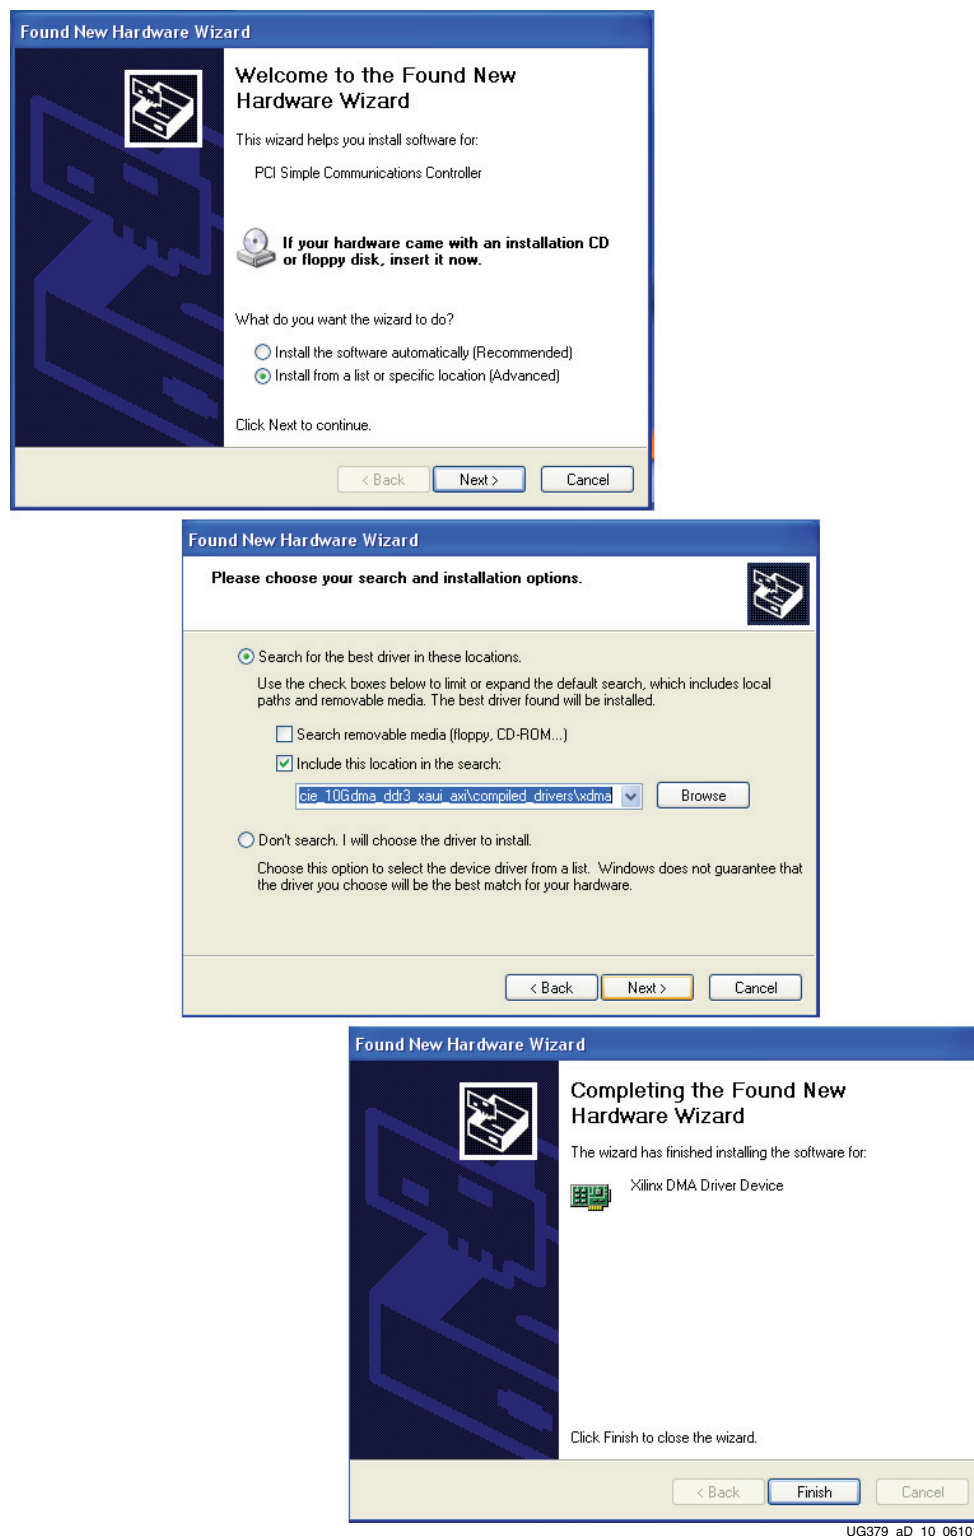 Found New Hardware Wizard
Welcome to the Found New
Hardware Wizard
This wizard helps you install software for:
PCI Simple Communications Controller
If your hardware came with an installation CD
or floppy disk, insert it now.
What do you want the wizard to do?
Install the software automatically (Recommended)
Install from a list or specific location (Advanced)
Click Next to continue.
< Back Next > Cancel
Found New Hardware Wizard
Please choose your search and installation options.
Search for the best driver in these locations.
Use the check boxes below to limit or expand the default search, which includes local
paths and removable media. The best driver found will be installed.
Search removable media (floppy, CD-ROM...)
Include this location in the search:
cie_10Gdma_ddr3_xaui_axi\compiled_drivers\xdma Browse
Don't search. I will choose the driver to install.
Choose this option to select the device driver from a list. Windows does not guarantee that
the driver you choose will be the best match for your hardware.
< Back Next > Cancel
Found New Hardware Wizard
Completing the Found New
Hardware Wizard
The wizard has finished installing the software for:
Xilinx DMA Driver Device
Click Finish to close the wizard.
< Back Finish Cancel
UG379_aD_10_0610